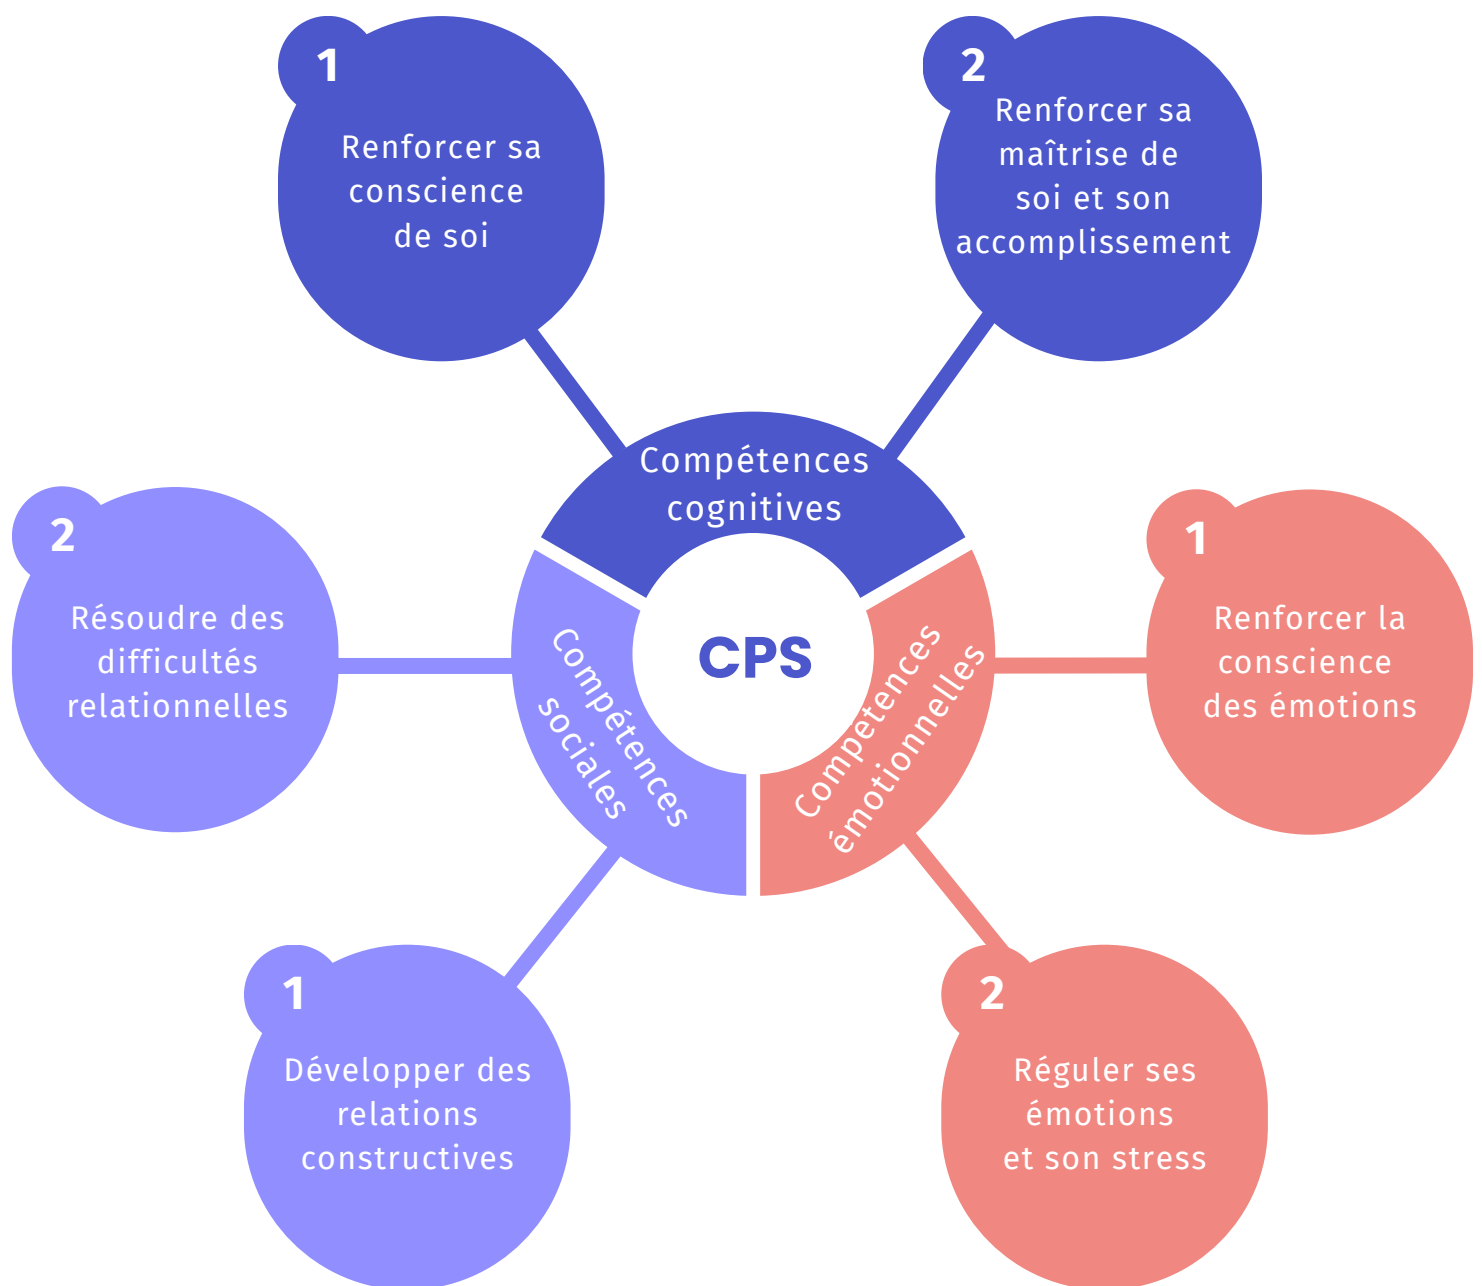 1
Renforcer sa
conscience
de soi
2
Renforcer sa
maîtrise de
soi et son
accomplissement
Compétences
cognitives
2
Résoudre des
difficultés
relationnelles
1
Renforcer la
conscience
des émotions
CPS
Compétences
sociales
Compétences
émotionnelles
1
Développer des
relations
constructives
2
Réguler ses
émotions
et son stress